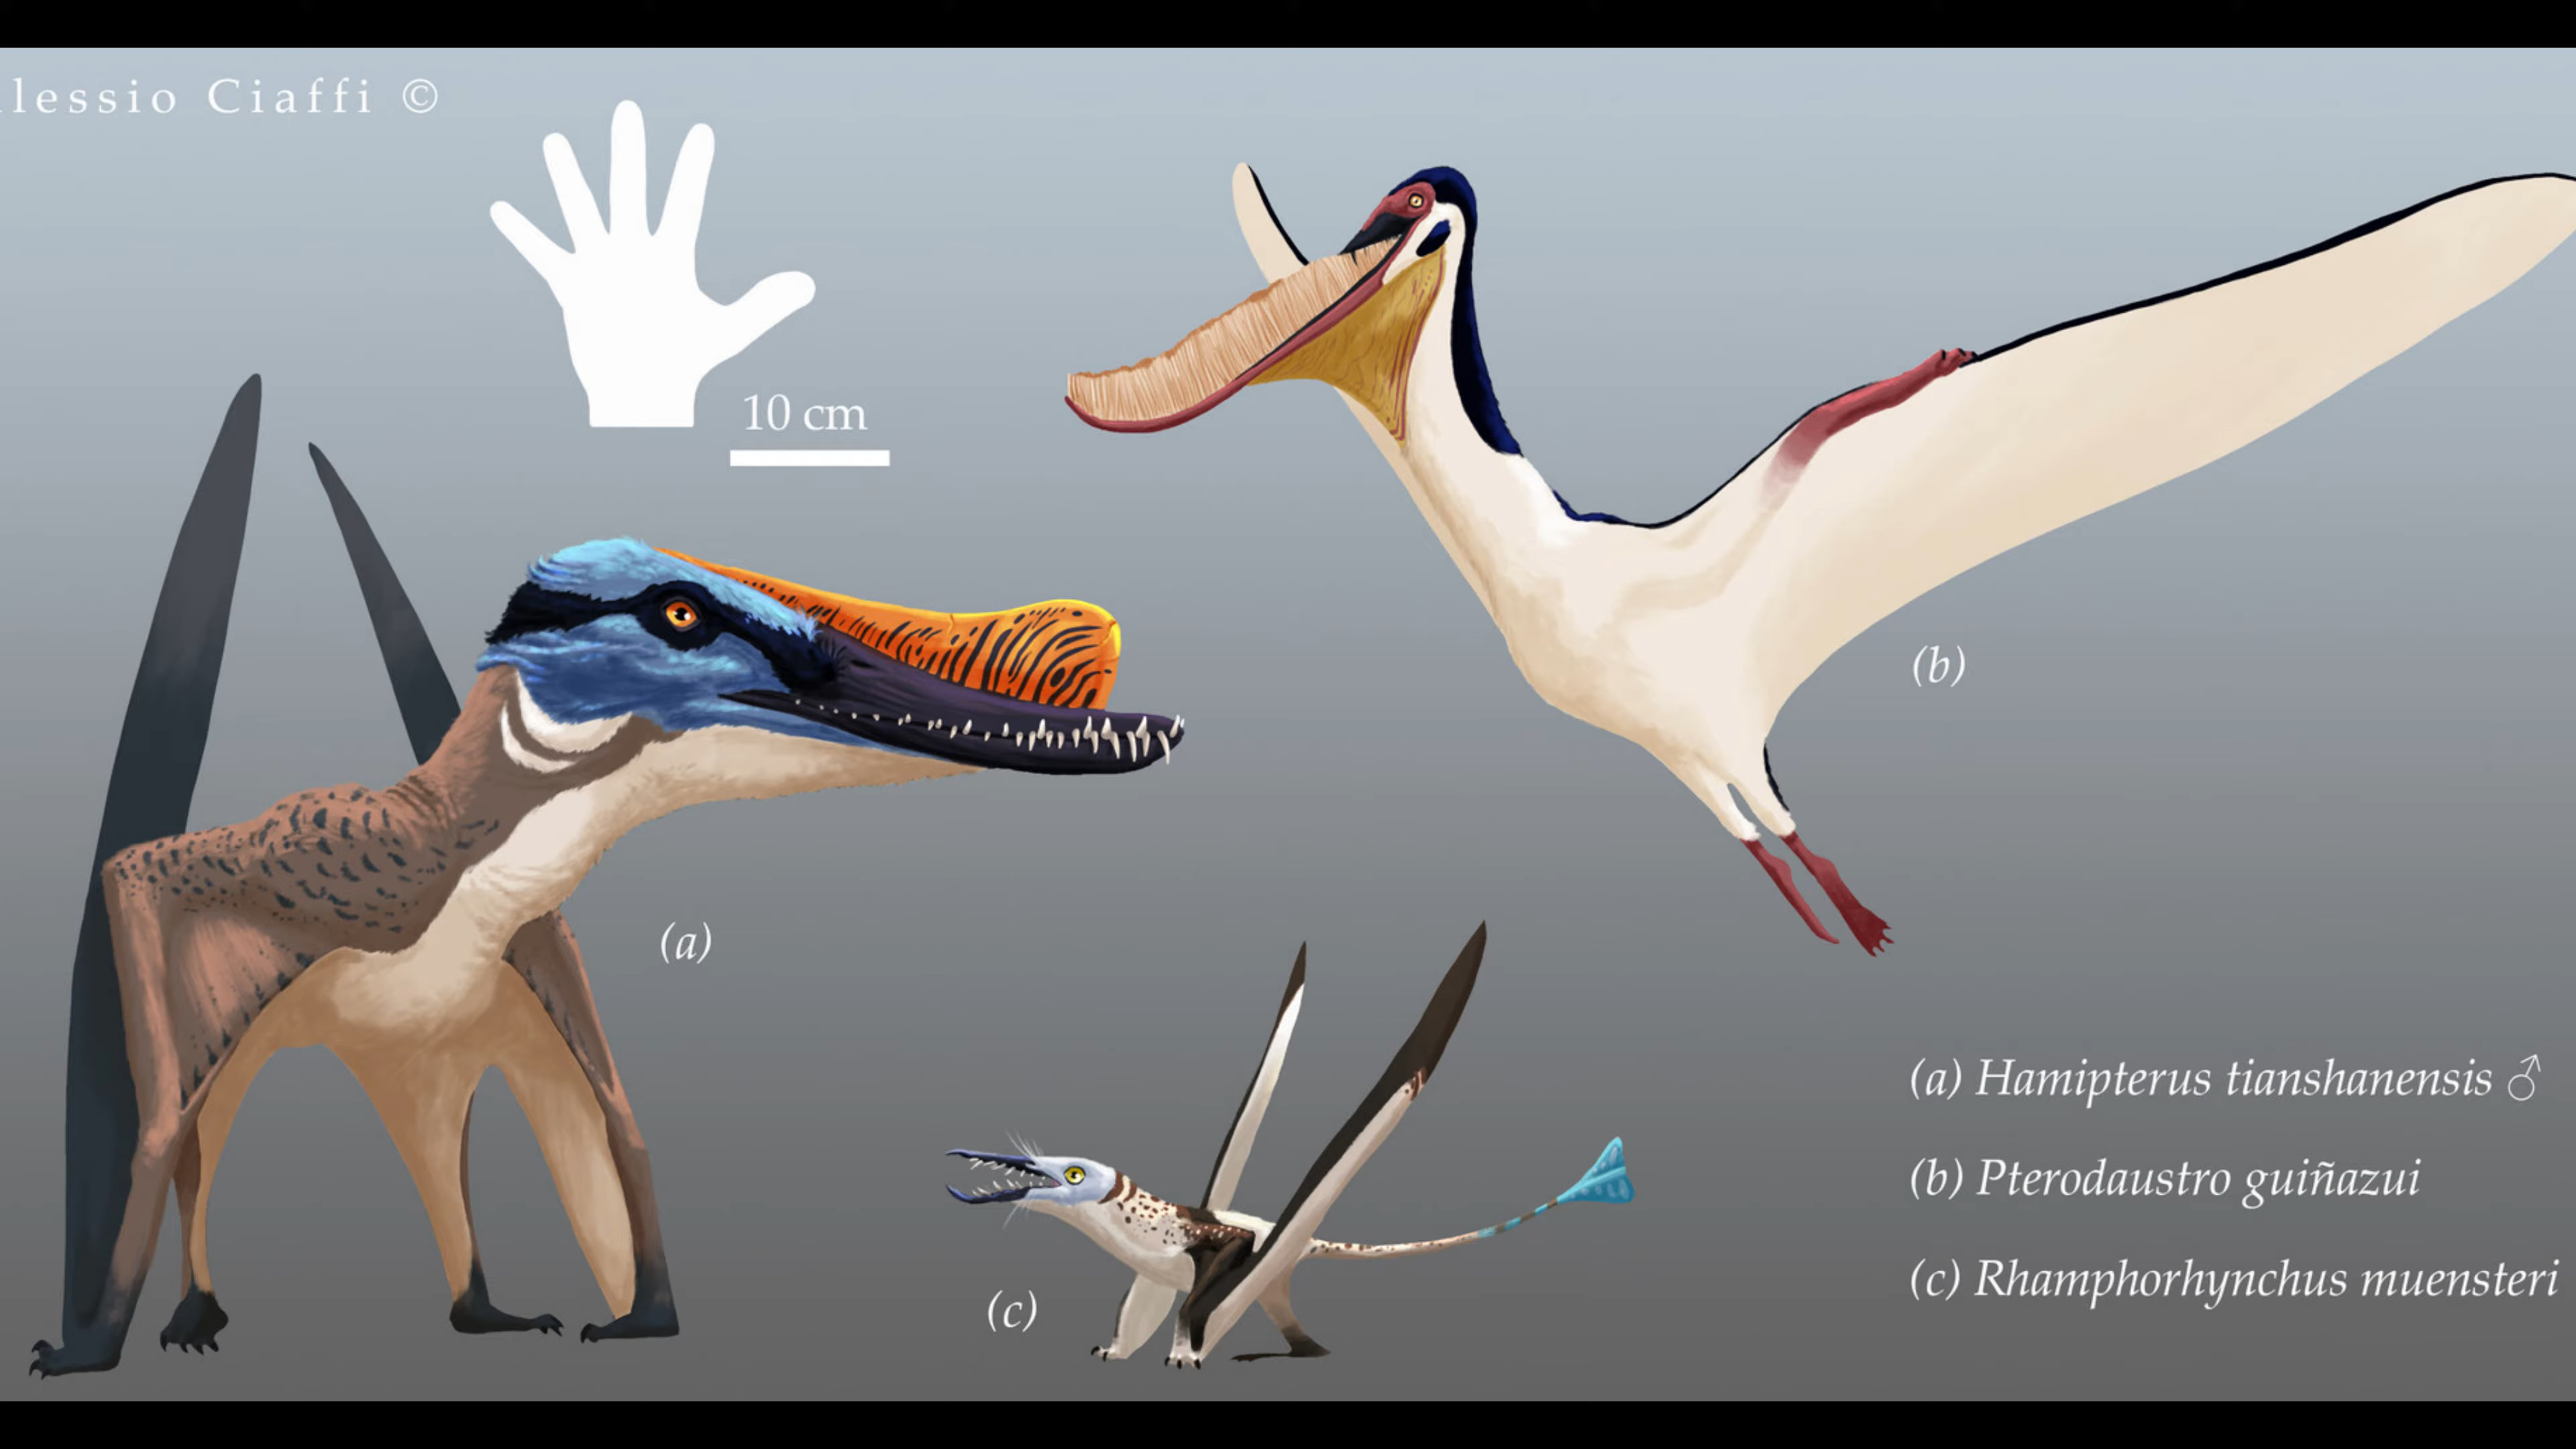 lessio Ciaffi ©
10 cm
(a)
(b)
(c)
(a) Hamipterus tianshanensis ♂
(b) Pterodaustro guiñazui
(c) Rhamphorhynchus muensteri